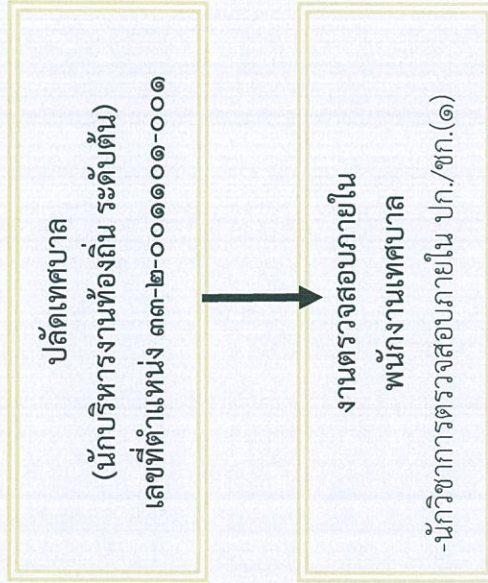 ปลัดเทศบาล
(นักบริหารงานท้องถิ่น ระดับต้น)
เลขที่ตำแหน่ง ๓๓-๒-๐๐๑๑๐๑-๐๐๑
งานตรวจสอบภายใน
พนักงานเทศบาล
-นักวิชาการตรวจสอบภายใน ปก./ชก.(๑)